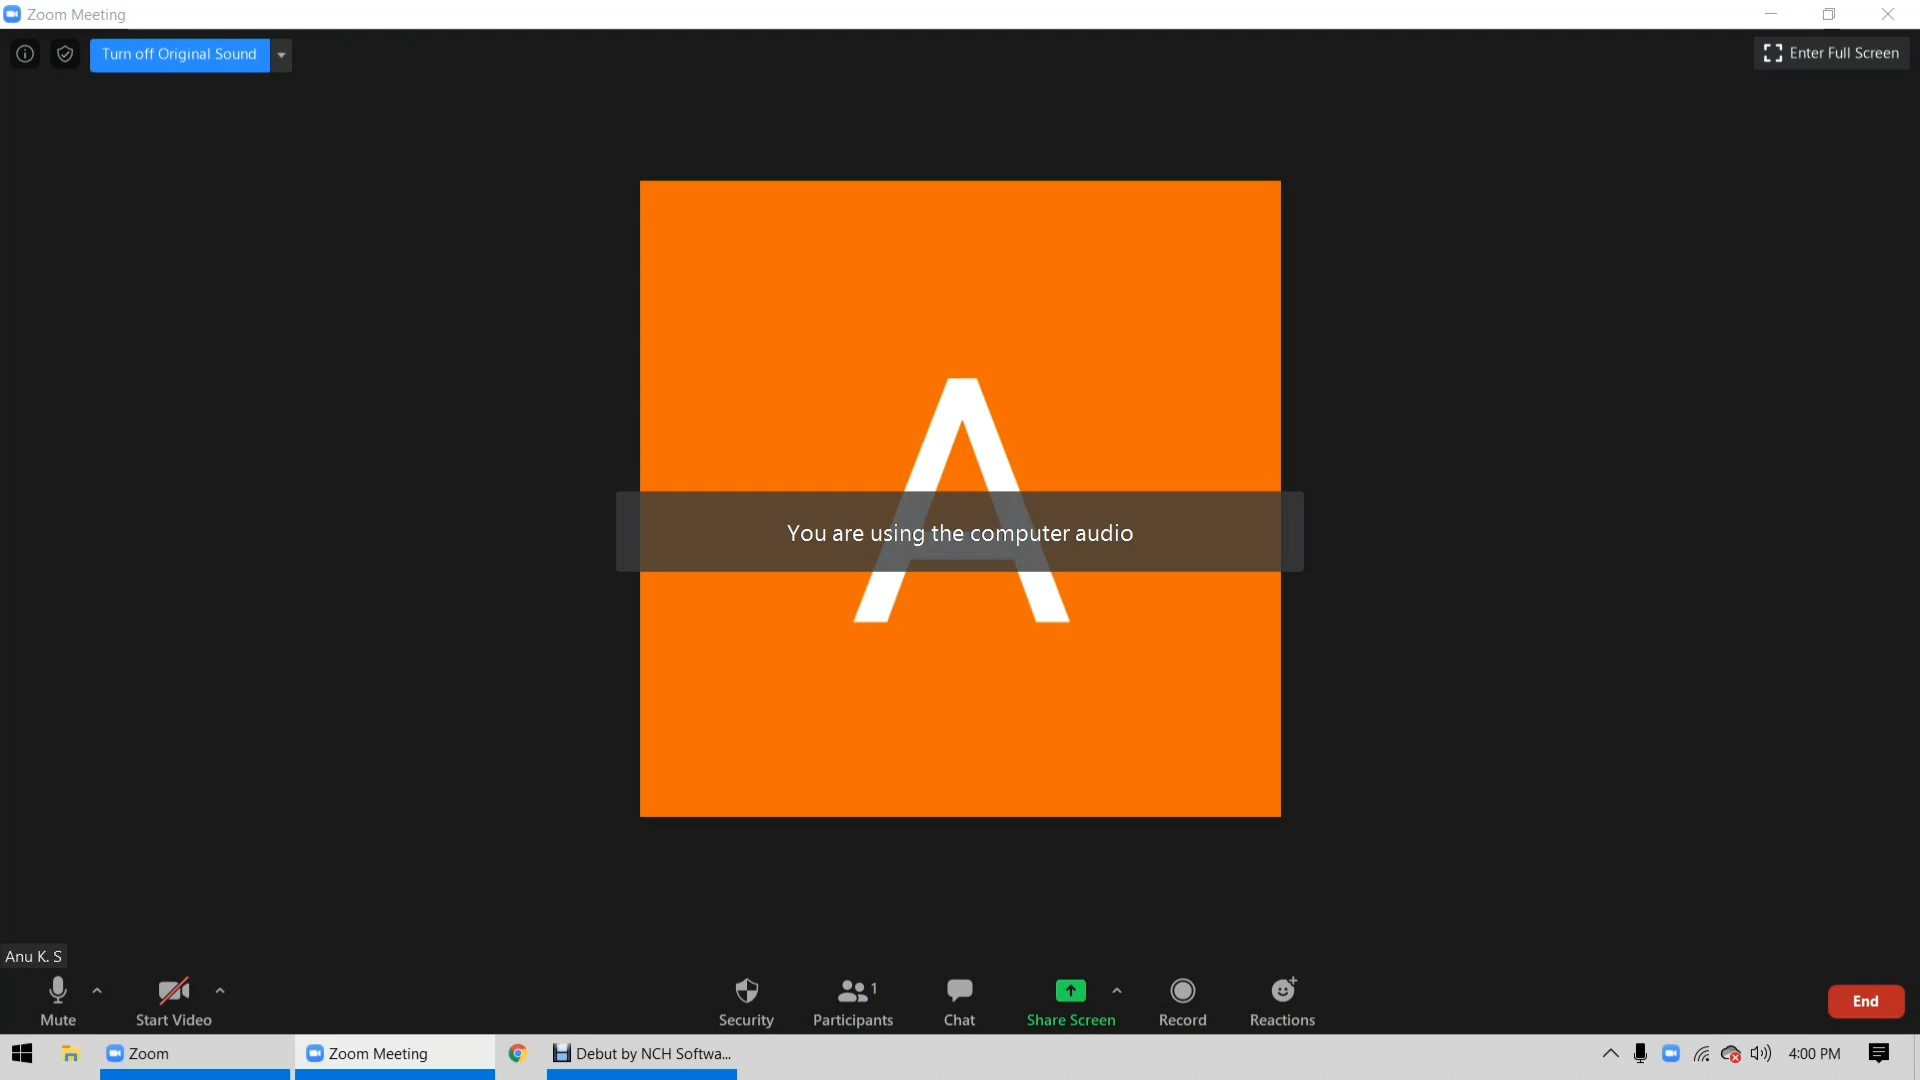 Zoom Meeting
Turn off Original Sound
Enter Full Screen
A
You are using the computer audio
Anu K. S
Mute
Start Video
Security
1
Participants
Chat
Share Screen
Record
Reactions
End
Zoom
Zoom Meeting
Debut by NCH Softwa...
4:00 PM